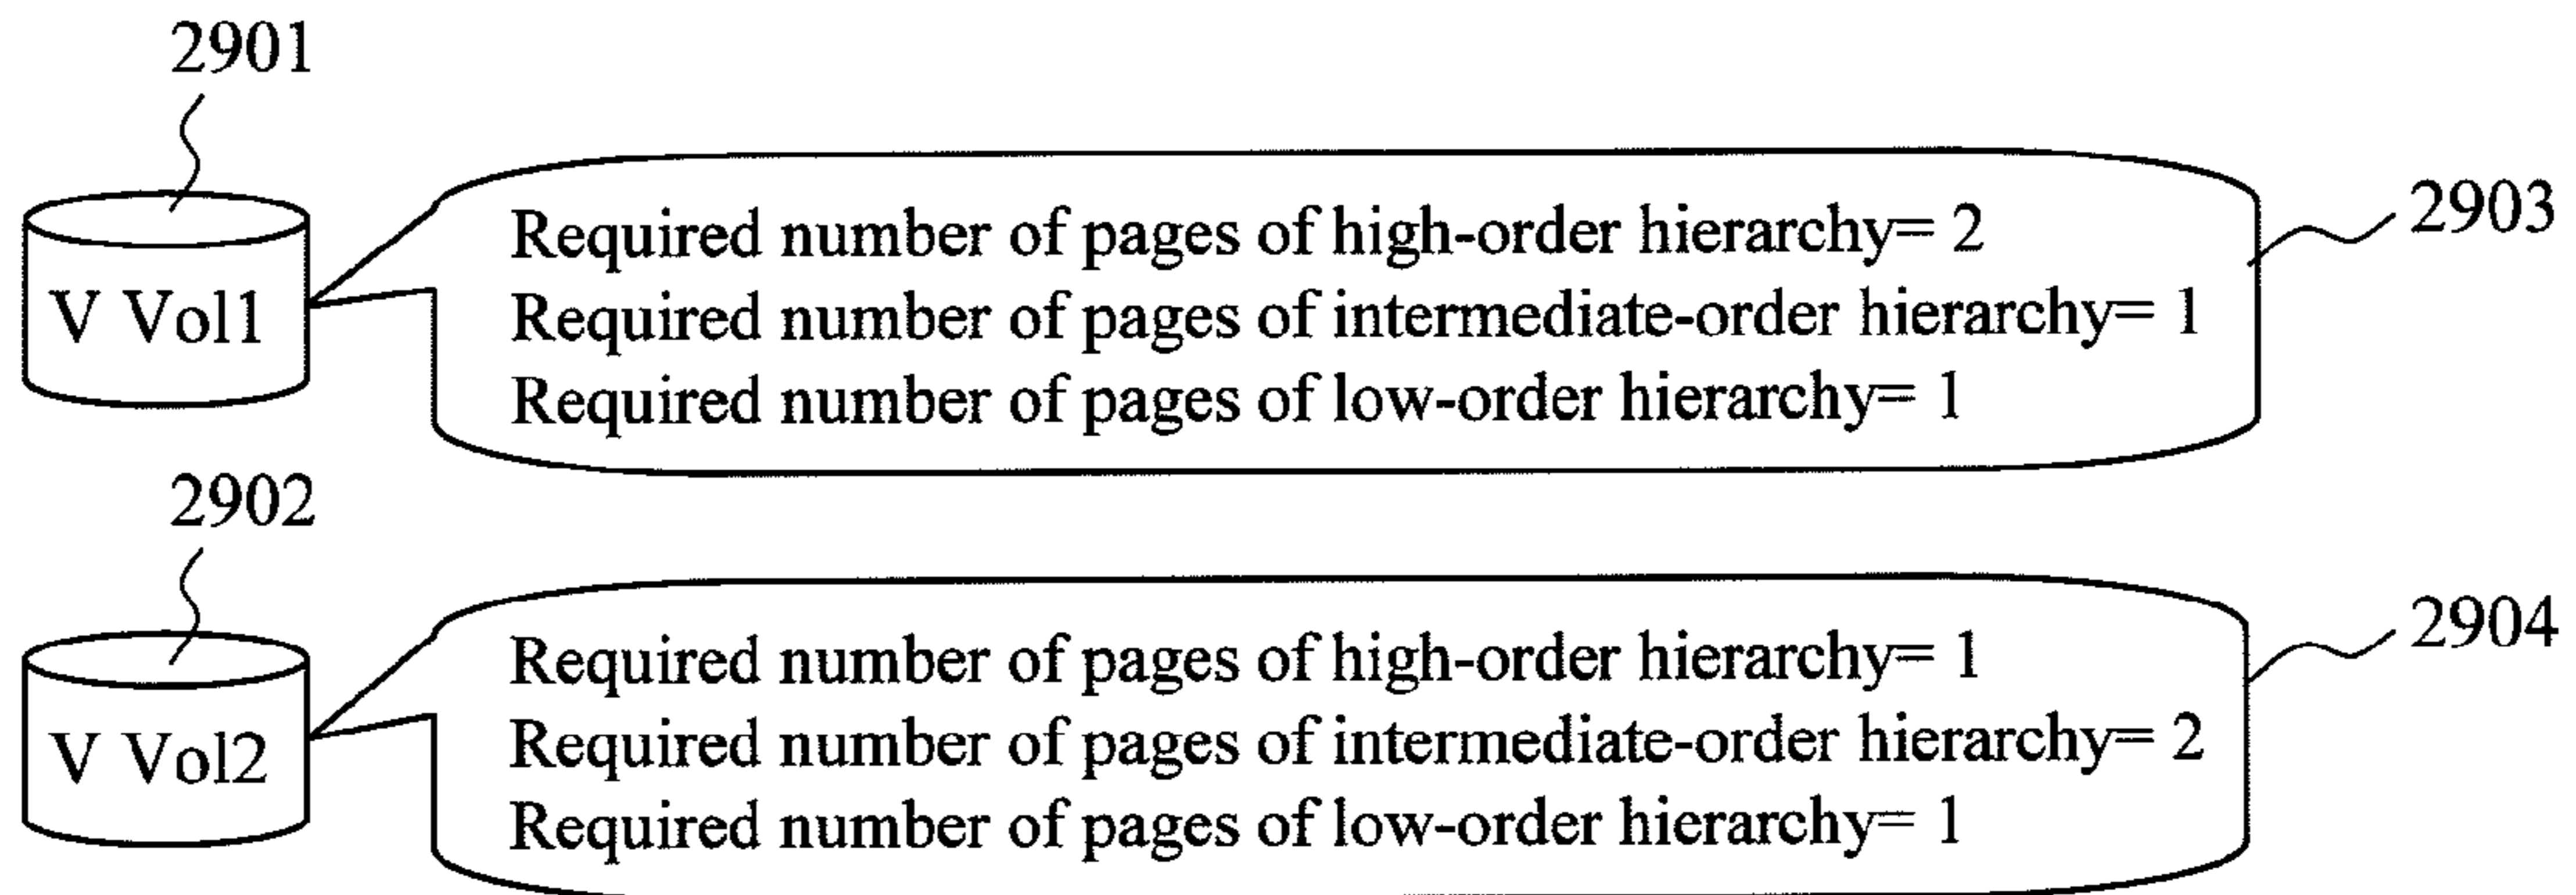 2901
V Vol1
Required number of pages of high-order hierarchy= 2
Required number of pages of intermediate-order hierarchy= 1
Required number of pages of low-order hierarchy= 1
2903
2902
V Vol2
Required number of pages of high-order hierarchy= 1
Required number of pages of intermediate-order hierarchy= 2
Required number of pages of low-order hierarchy= 1
2904